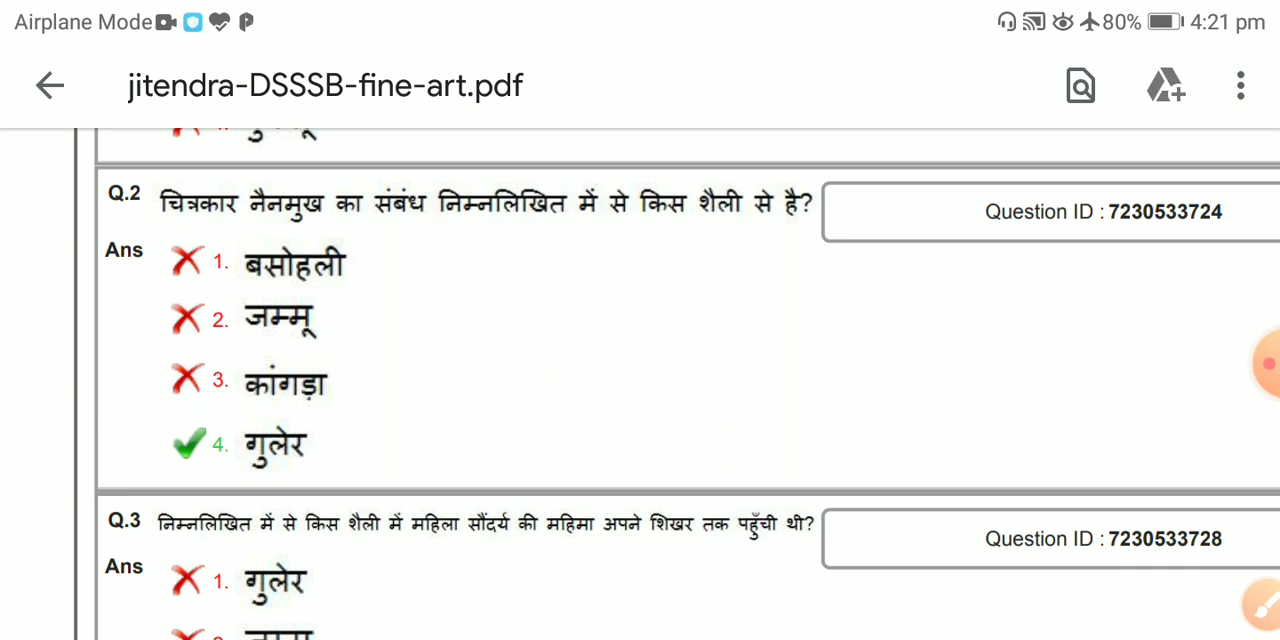 Airplane Mode 80% 4:21 pm
jitendra-DSSSB-fine-art.pdf
Q.2 चित्रकार नैनमुख का संबंध निम्नलिखित में से किस शैली से है? Question ID : 7230533724
Ans 1. बसोहली
2. जम्मू
3. कांगड़ा
4. गुलेर
Q.3 निम्नलिखित में से किस शैली में महिला सौंदर्य की महिमा अपने शिखर तक पहुँची थी? Question ID : 7230533728
Ans 1. गुलेर